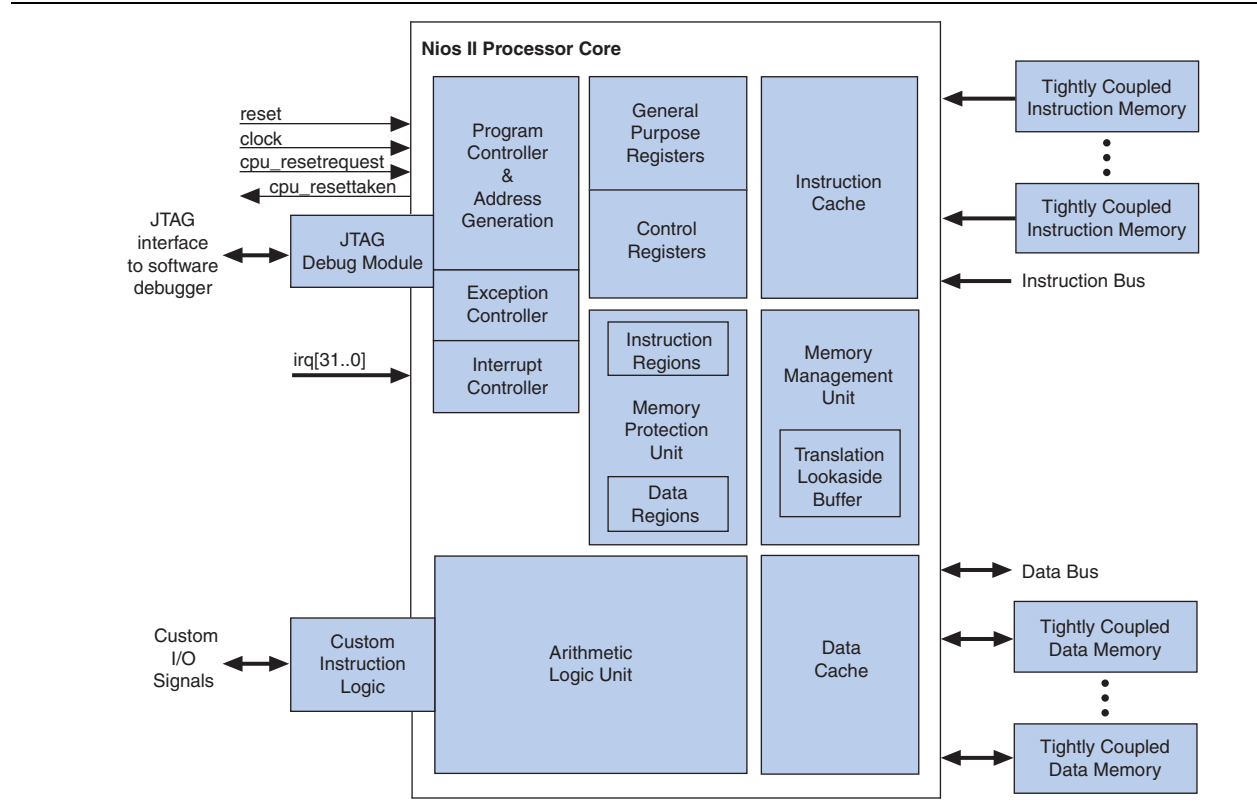 Nios II Processor Core
reset
clock
cpu_resetrequest
cpu_resettaken
JTAG
interface
to software
debugger
JTAG
Debug Module
irq[31..0]
Program
Controller
&
Address
Generation
Exception
Controller
Interrupt
Controller
General
Purpose
Registers
Control
Registers
Instruction
Cache
Instruction
Regions
Memory
Protection
Unit
Data
Regions
Memory
Management
Unit
Translation
Lookaside
Buffer
Custom
I/O
Signals
Custom
Instruction
Logic
Arithmetic
Logic Unit
Data
Cache
Tightly Coupled
Instruction Memory
Tightly Coupled
Instruction Memory
Instruction Bus
Data Bus
Tightly Coupled
Data Memory
Tightly Coupled
Data Memory